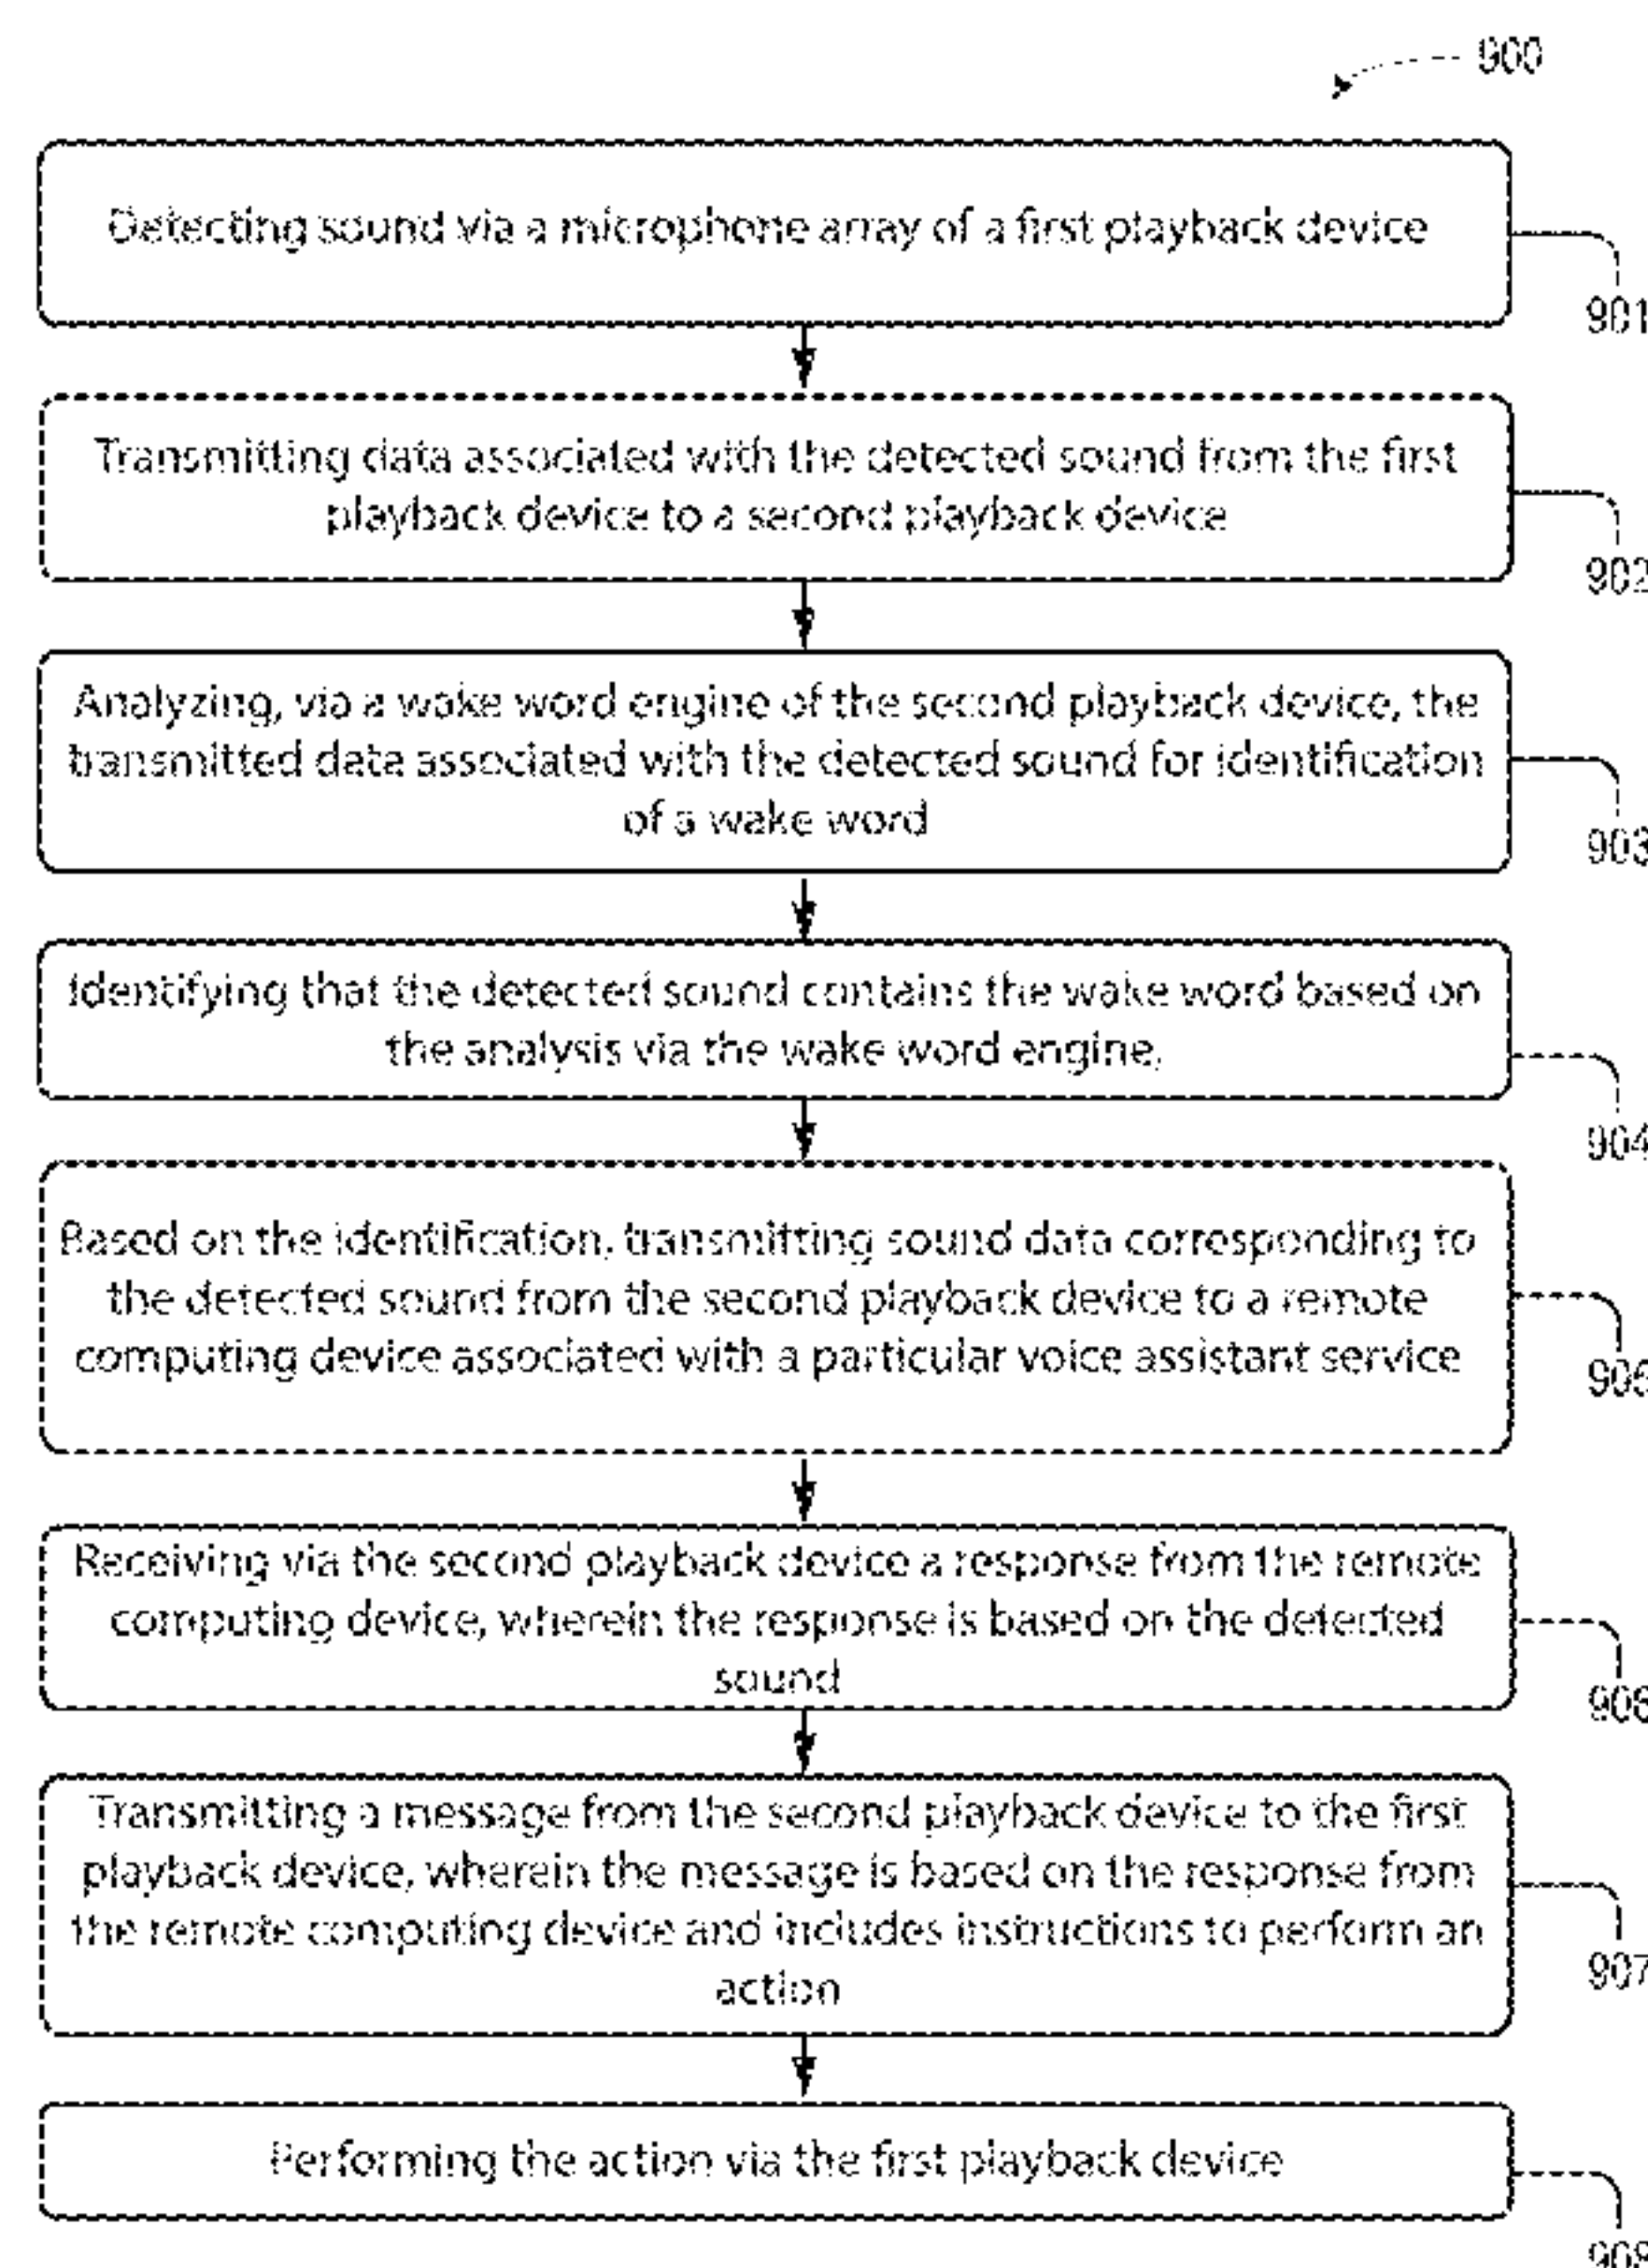 900
Detecting sound via a microphone array of a first playback device
901
Transmitting data associated with the detected sound from the first
playback device to a second playback device
902
Analyzing, via a wake word engine of the second playback device, the
transmitted data associated with the detected sound for identification
of a wake word
903
Identifying that the detected sound contains the wake word based on
the analysis via the wake word engine.
904
Based on the identification, transmitting sound data corresponding to
the detected sound from the second playback device to a remote
computing device associated with a particular voice assistant service
905
Receiving via the second playback device a response from the remote
computing device, wherein the response is based on the detected
sound
906
Transmitting a message from the second playback device to the first
playback device, wherein the message is based on the response from
the remote computing device and includes instructions to perform an
action
907
Performing the action via the first playback device
908